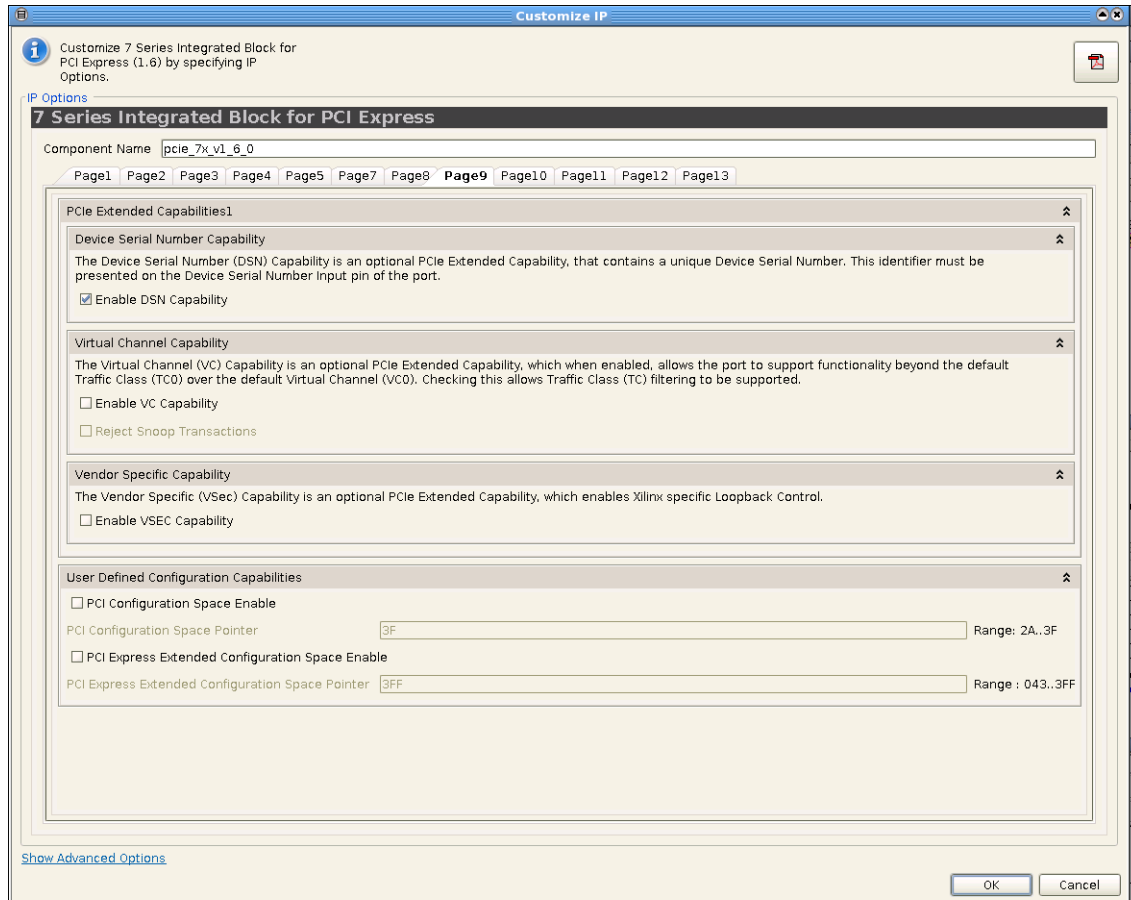 Customize IP
Customize 7 Series Integrated Block for
PCI Express (1.6) by specifying IP
Options.
IP Options
7 Series Integrated Block for PCI Express
Component Name pcie_7x_v1_6_0
Page1 Page2 Page3 Page4 Page5 Page7 Page8 Page9 Page10 Page11 Page12 Page13
PCIe Extended Capabilities1
Device Serial Number Capability
The Device Serial Number (DSN) Capability is an optional PCIe Extended Capability, that contains a unique Device Serial Number. This identifier must be
presented on the Device Serial Number Input pin of the port.
Enable DSN Capability
Virtual Channel Capability
The Virtual Channel (VC) Capability is an optional PCIe Extended Capability, which when enabled, allows the port to support functionality beyond the default
Traffic Class (TC0) over the default Virtual Channel (VC0). Checking this allows Traffic Class (TC) filtering to be supported.
Enable VC Capability
Reject Snoop Transactions
Vendor Specific Capability
The Vendor Specific (VSec) Capability is an optional PCIe Extended Capability, which enables Xilinx specific Loopback Control.
Enable VSEC Capability
User Defined Configuration Capabilities
PCI Configuration Space Enable
PCI Configuration Space Pointer 3F Range: 2A..3F
PCI Express Extended Configuration Space Enable
PCI Express Extended Configuration Space Pointer 3FF Range : 043..3FF
Show Advanced Options
OK Cancel